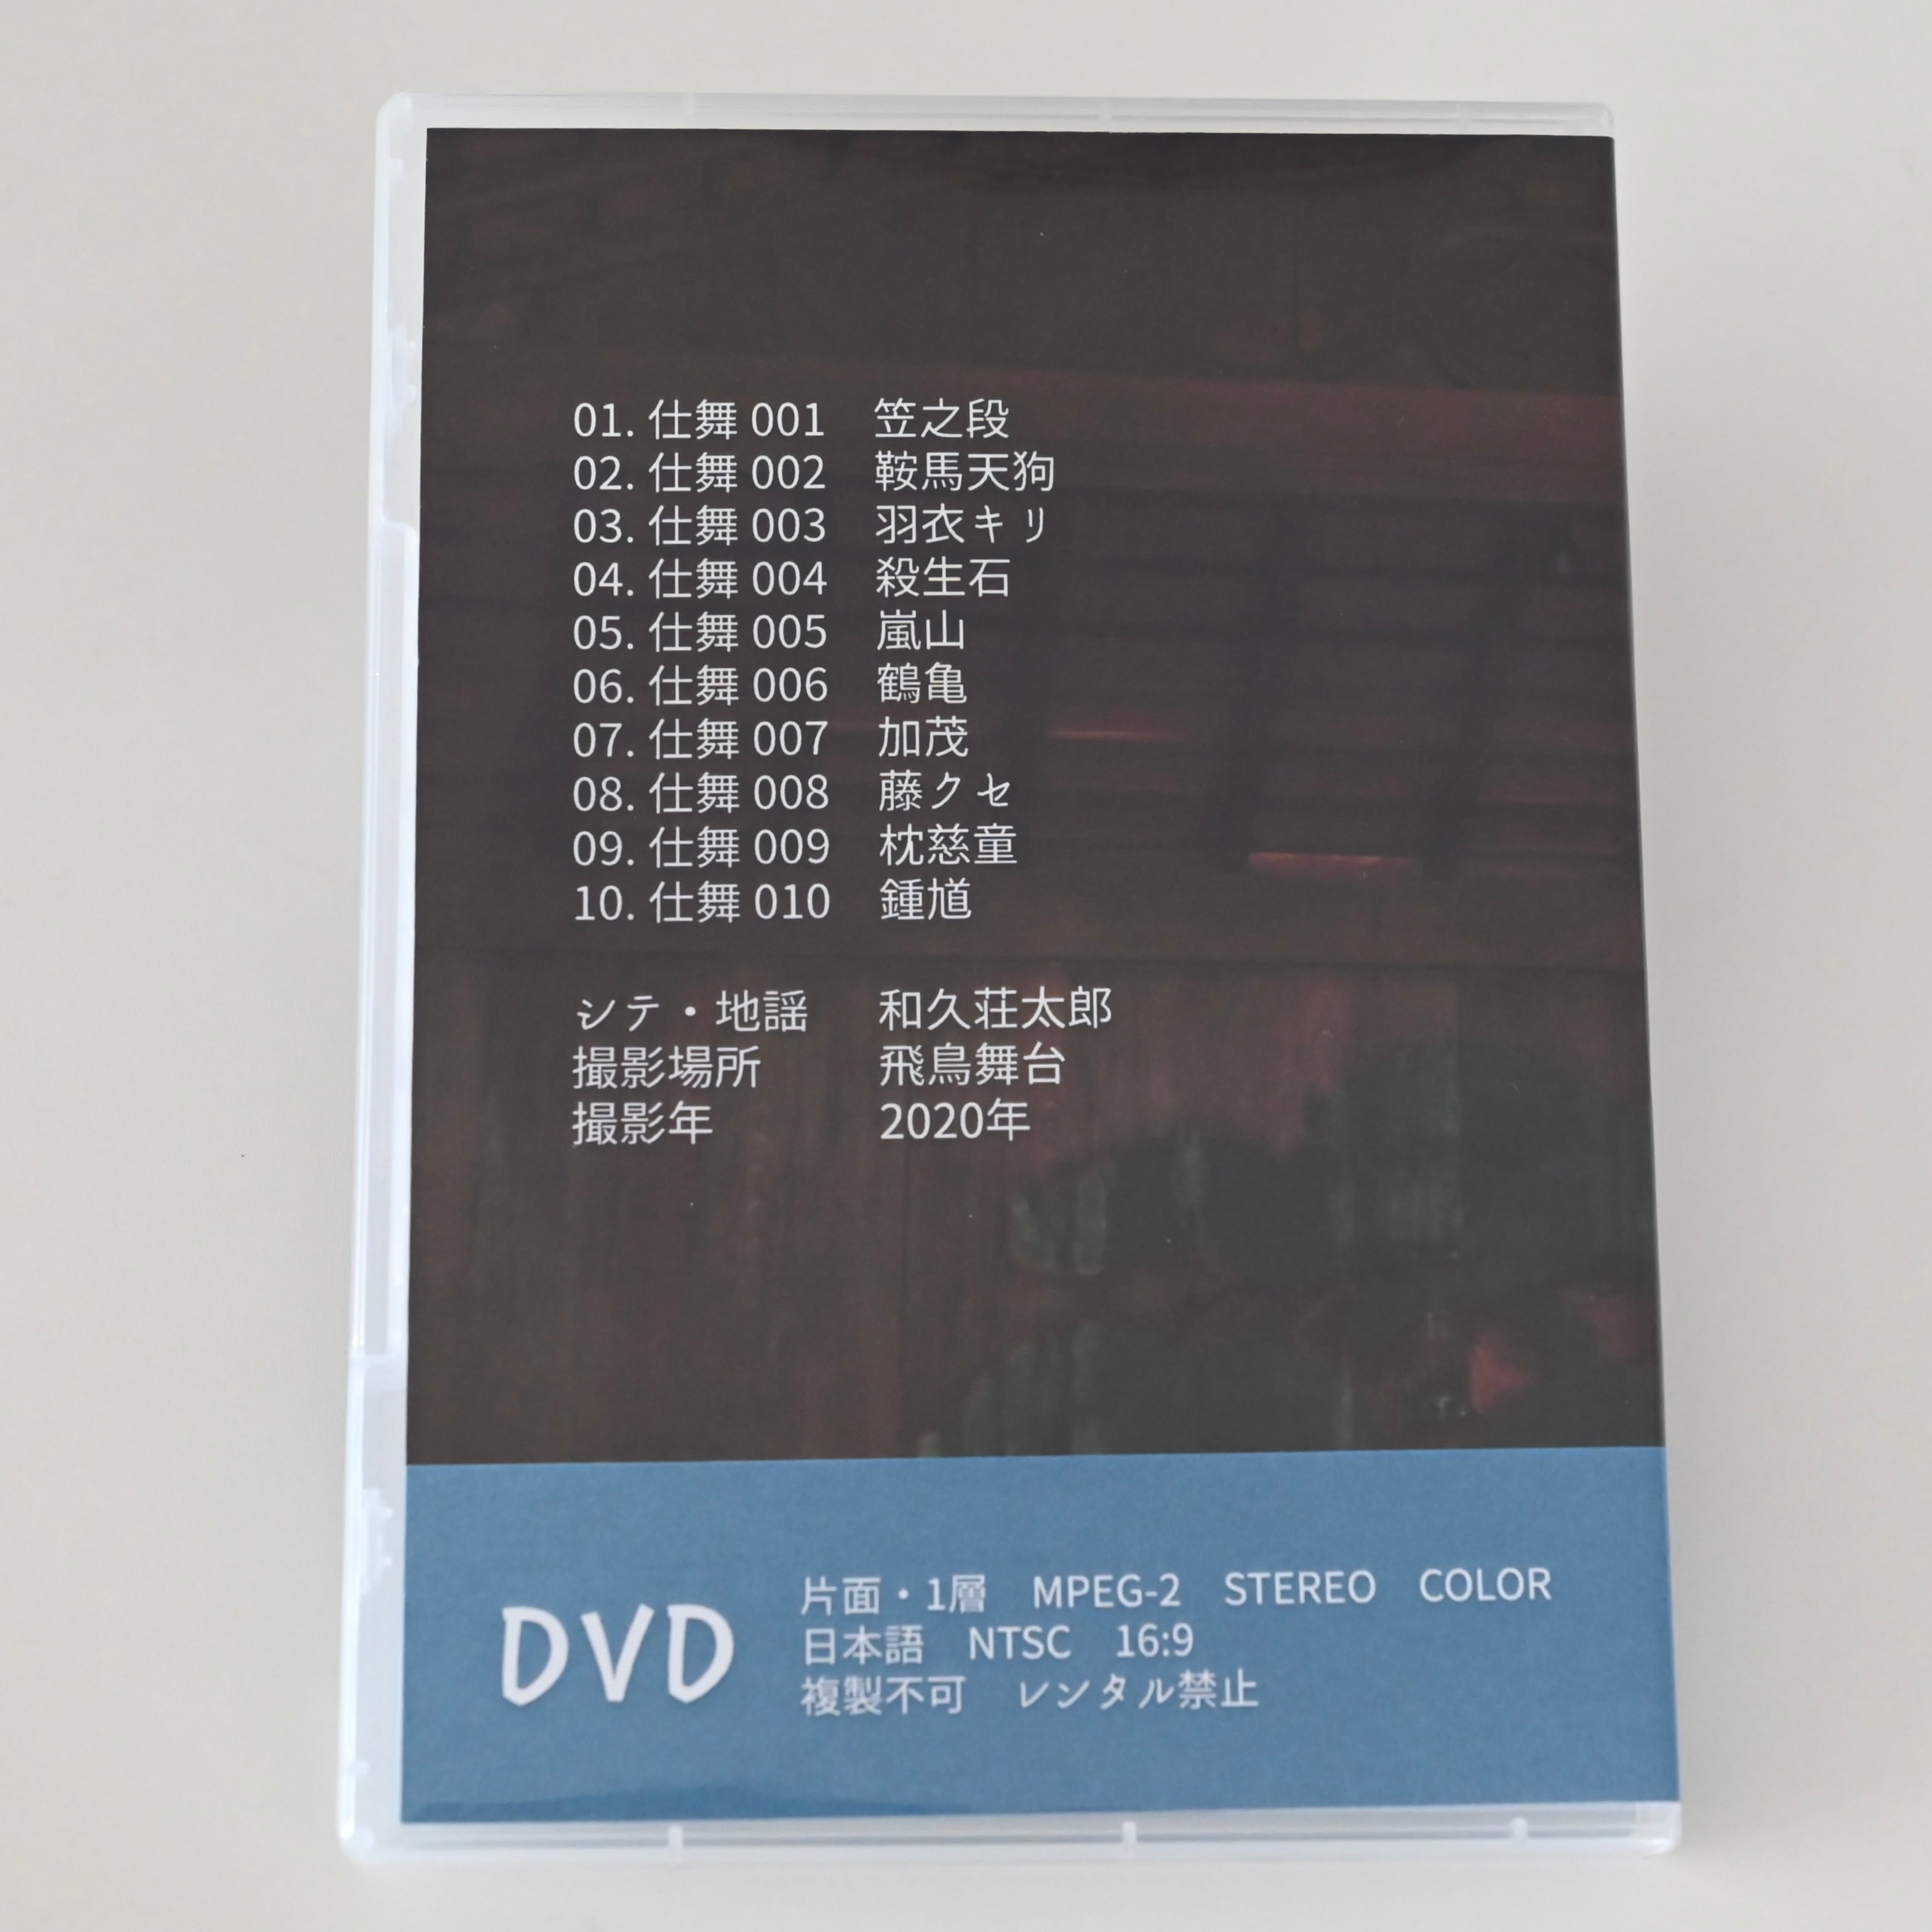 01. 仕舞 001　笠之段
02. 仕舞 002　鞍馬天狗
03. 仕舞 003　羽衣キリ
04. 仕舞 004　殺生石
05. 仕舞 005　嵐山
06. 仕舞 006　鶴亀
07. 仕舞 007　加茂
08. 仕舞 008　藤クセ
09. 仕舞 009　枕慈童
10. 仕舞 010　鍾馗
シテ・地謡　和久荘太郎
撮影場所　飛鳥舞台
撮影年　2020年
DVD
片面・1層　MPEG-2　STEREO　COLOR
日本語　NTSC　16:9
複製不可　レンタル禁止